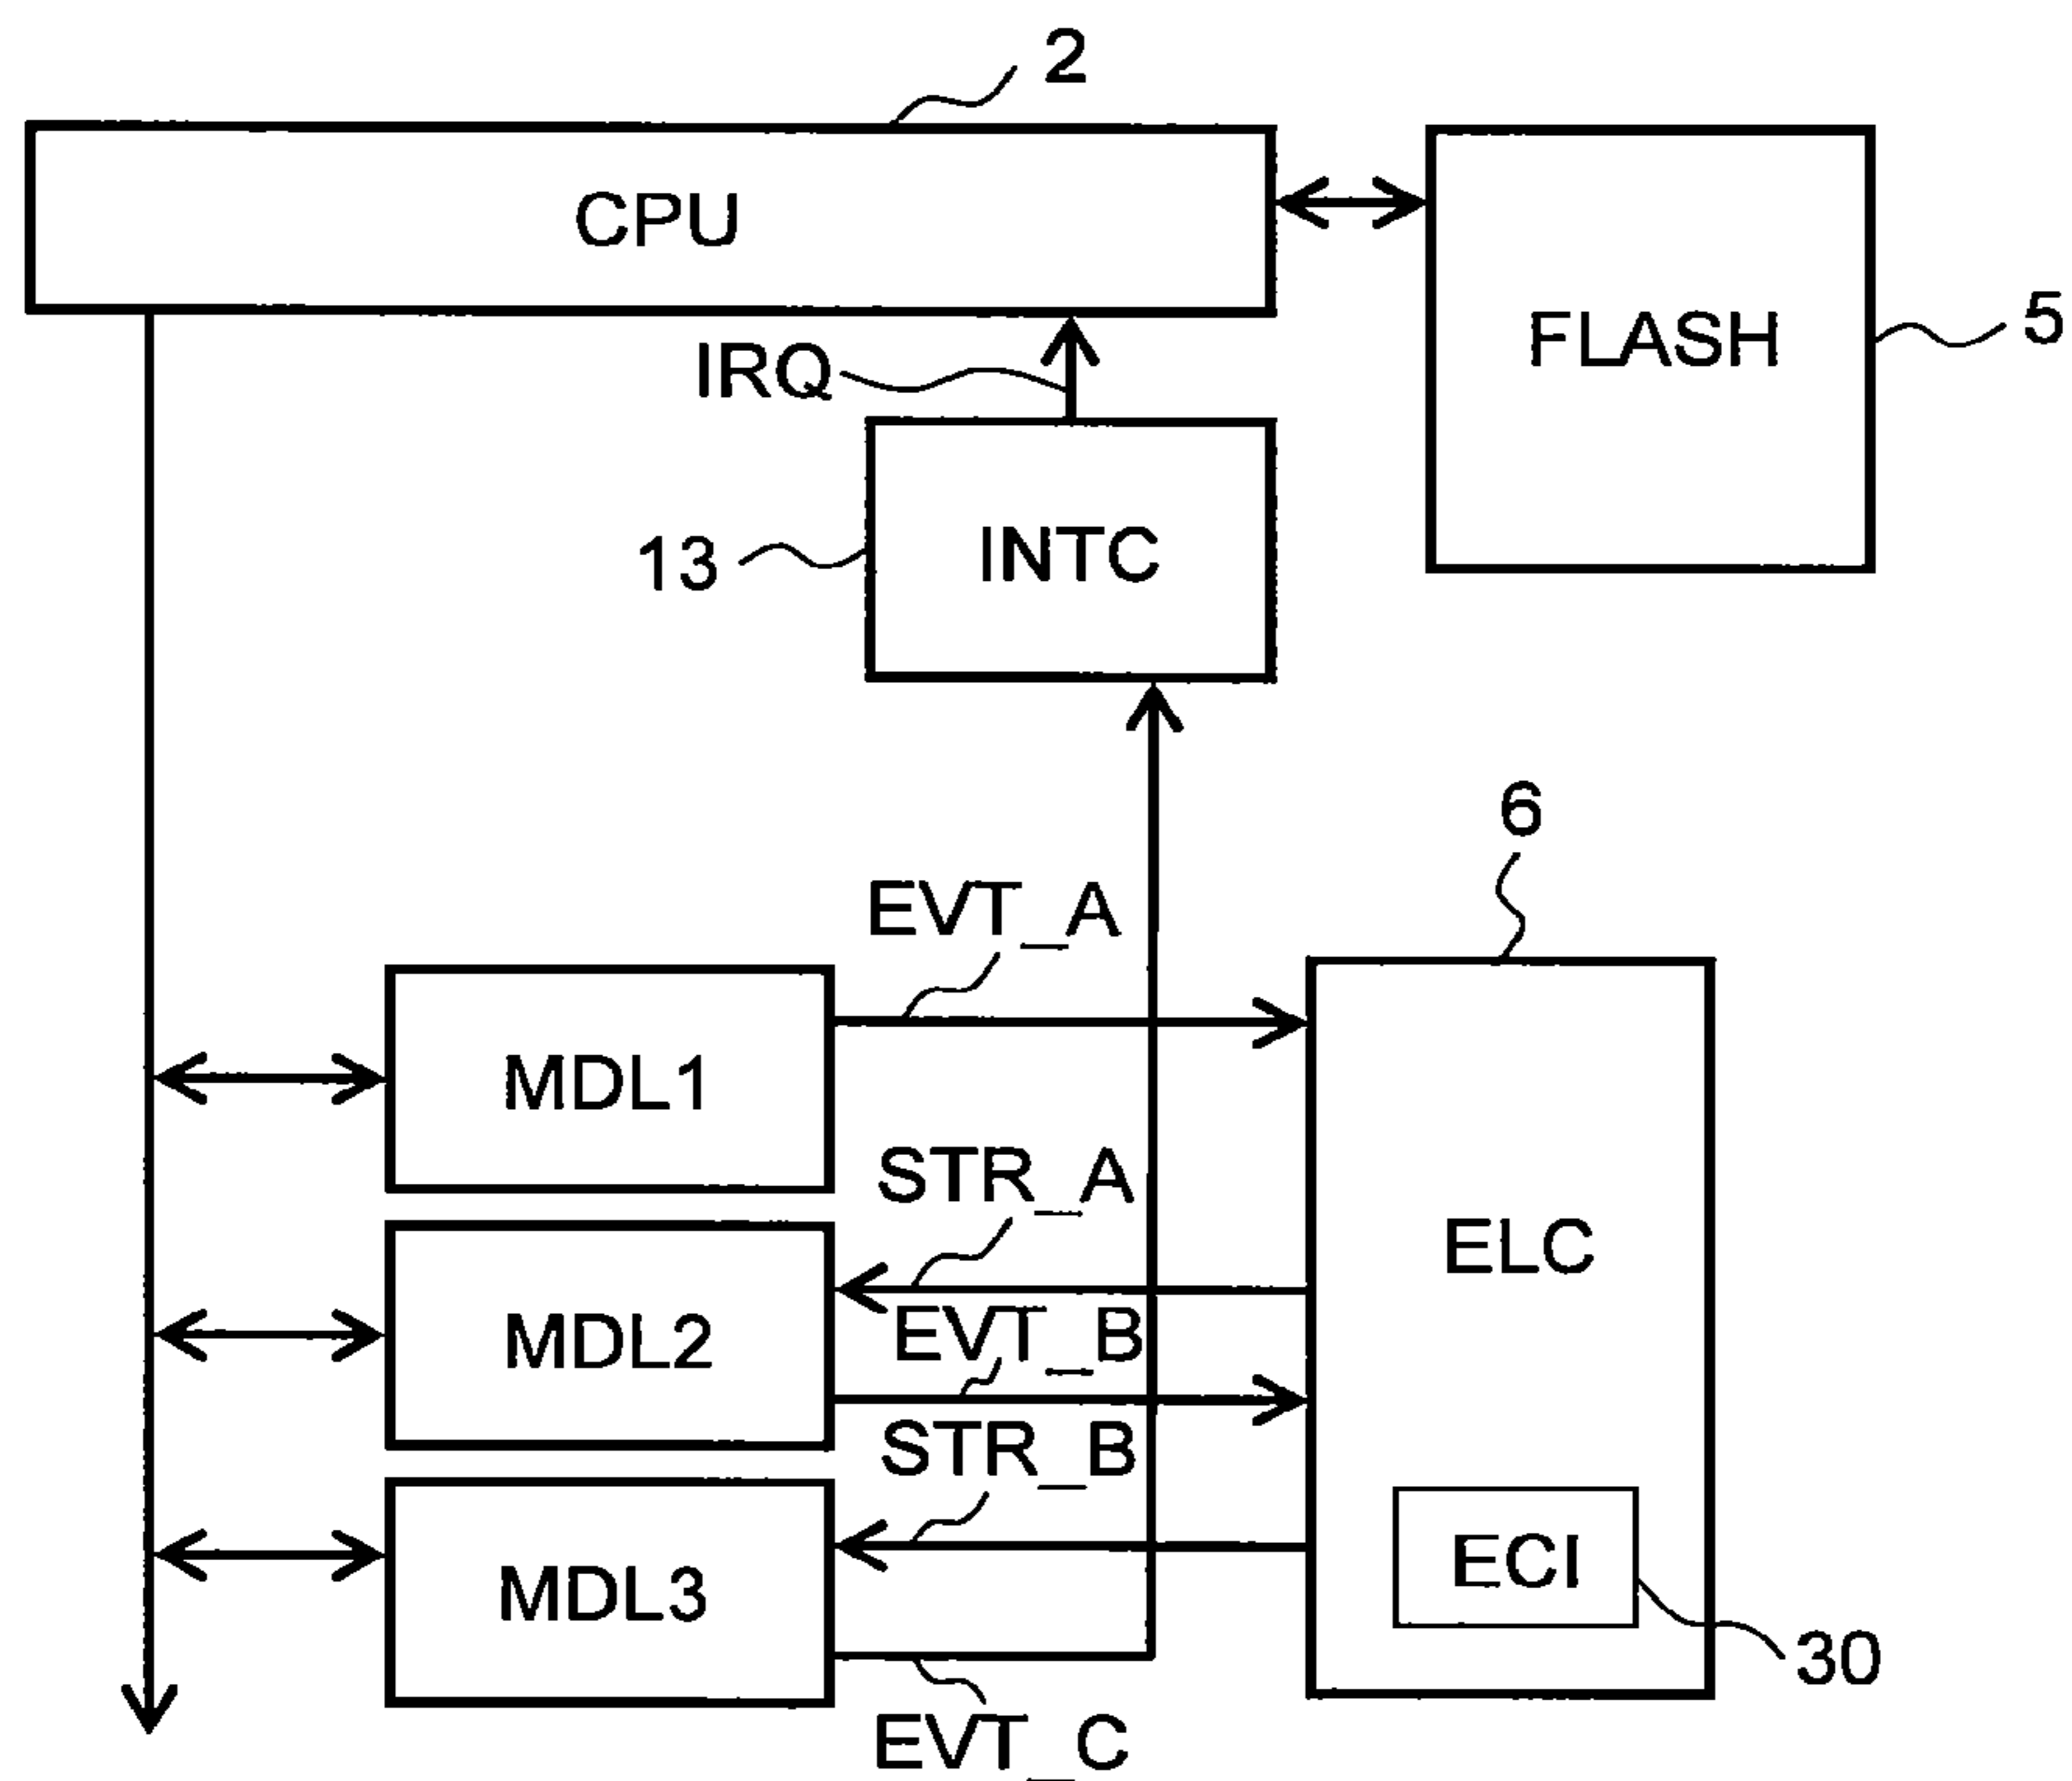 2
CPU
FLASH
5
IRQ
INTC
13
6
EVT_A
MDL1
STR_A
ELC
EVT_B
MDL2
STR_B
ECI
MDL3
30
EVT_C